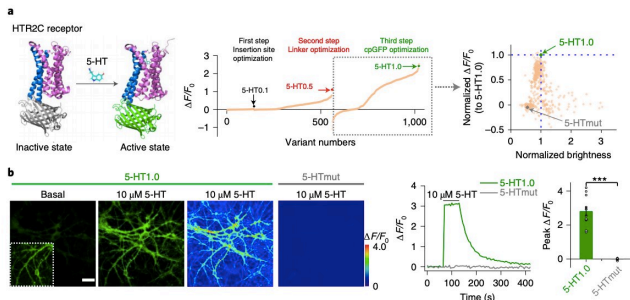 a
HTR2C receptor
5-HT
Inactive state
Active state
First step
Insertion site
optimization
Second step
Linker optimization
Third step
cpGFP optimization
5-HT0.1
5-HT0.5
5-HT1.0
ΔF/F0
3
2
1
0
−1
0
500
1,000
Variant numbers
5-HT1.0
Normalized ΔF/F0
(to 5-HT1.0)
1.0
0.5
0
−0.5
5-HTmut
0
1
2
3
Normalized brightness
b
5-HT1.0
5-HTmut
Basal
10 μM 5-HT
10 μM 5-HT
10 μM 5-HT
ΔF/F0
4.0
0
ΔF/F0
4
3
2
1
0
10 μM 5-HT
5-HT1.0
5-HTmut
0
100
200
300
400
Time (s)
Peak ΔF/F0
4
2
0
***
5-HT1.0
5-HTmut